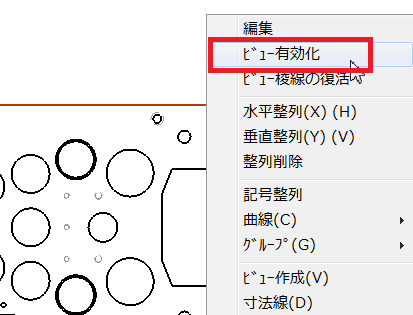 編集
ﾋﾞｭｰ有効化
ﾋﾞｭｰ稜線の復活
水平整列(X) (H)
垂直整列(Y) (V)
整列削除
記号整列
曲線(C)
ｸﾞﾙｰﾌﾟ(G)
ﾋﾞｭｰ作成(V)
寸法線(D)